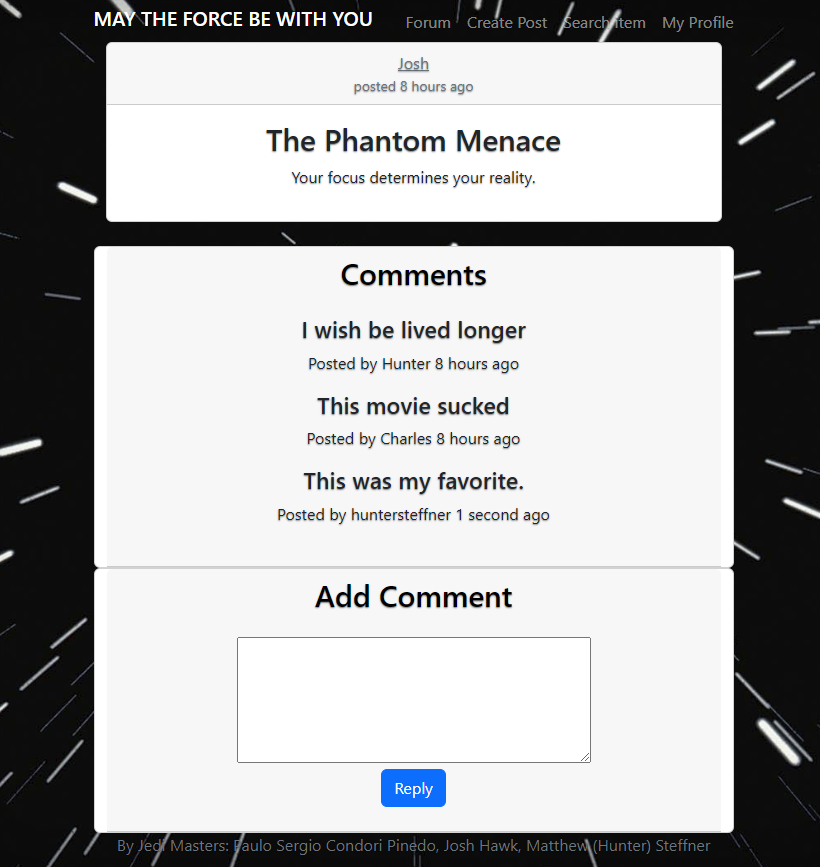 MAY THE FORCE BE WITH YOU Forum Create Post Search Item My Profile
Josh
posted 8 hours ago
The Phantom Menace
Your focus determines your reality.
Comments
I wish be lived longer
Posted by Hunter 8 hours ago
This movie sucked
Posted by Charles 8 hours ago
This was my favorite.
Posted by huntersteffner 1 second ago
Add Comment
Reply
By Jedi Masters: Paulo Sergio Condori Pinedo, Josh Hawk, Matthew (Hunter) Steffner